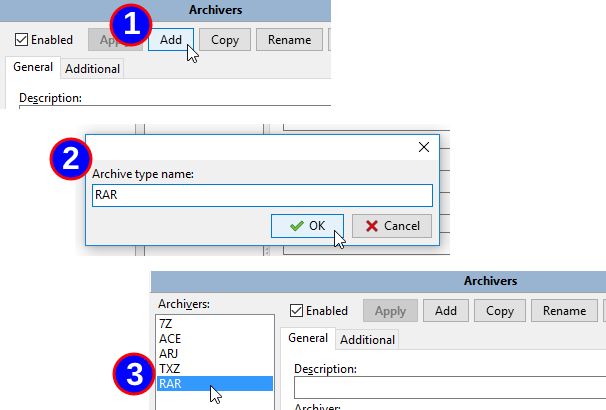 Archivers
1
Enabled Add Copy Rename
General Additional
Description:
2
Archive type name:
RAR
OK Cancel
Archivers
Archivers:
Enabled Apply Add Copy Rename
General Additional
7Z
ACE
ARJ
TXZ
RAR
3
Description:
Archiver: